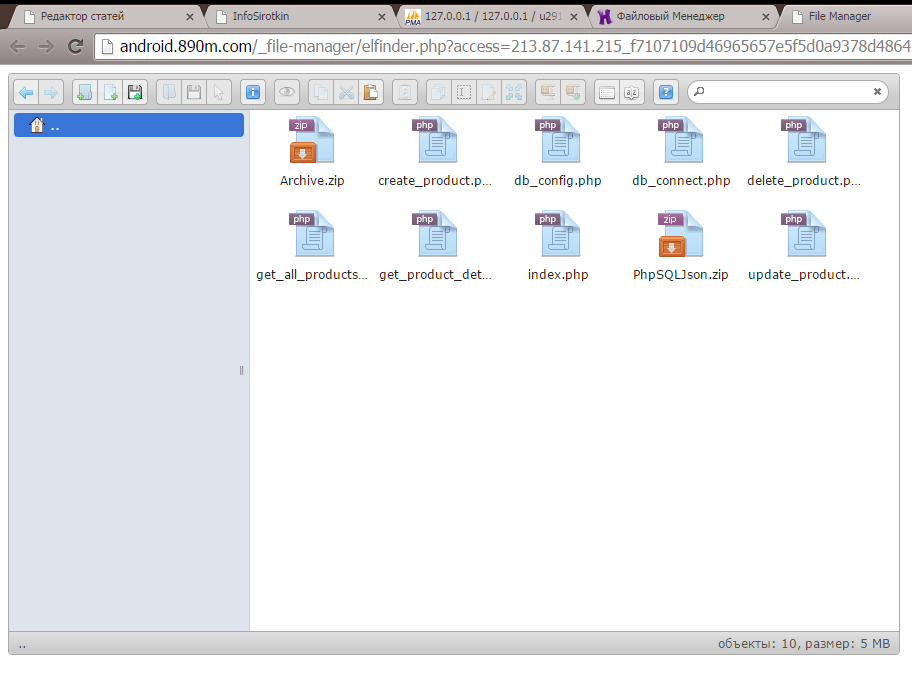 Редактор статей
InfoSirotkin
127.0.0.1 / 127.0.0.1 / u291
Файловый Менеджер
File Manager
android.890m.com/_file-manager/elfinder.php?access=213.87.141.215_f7107109d46965657e5f5d0a9378d4864
..
zip
php
php
php
php
Archive.zip
create_product.p...
db_config.php
db_connect.php
delete_product.p...
php
php
php
zip
php
get_all_products...
get_product_det...
index.php
PhpSQLJson.zip
update_product....
..
объекты: 10, размер: 5 MB